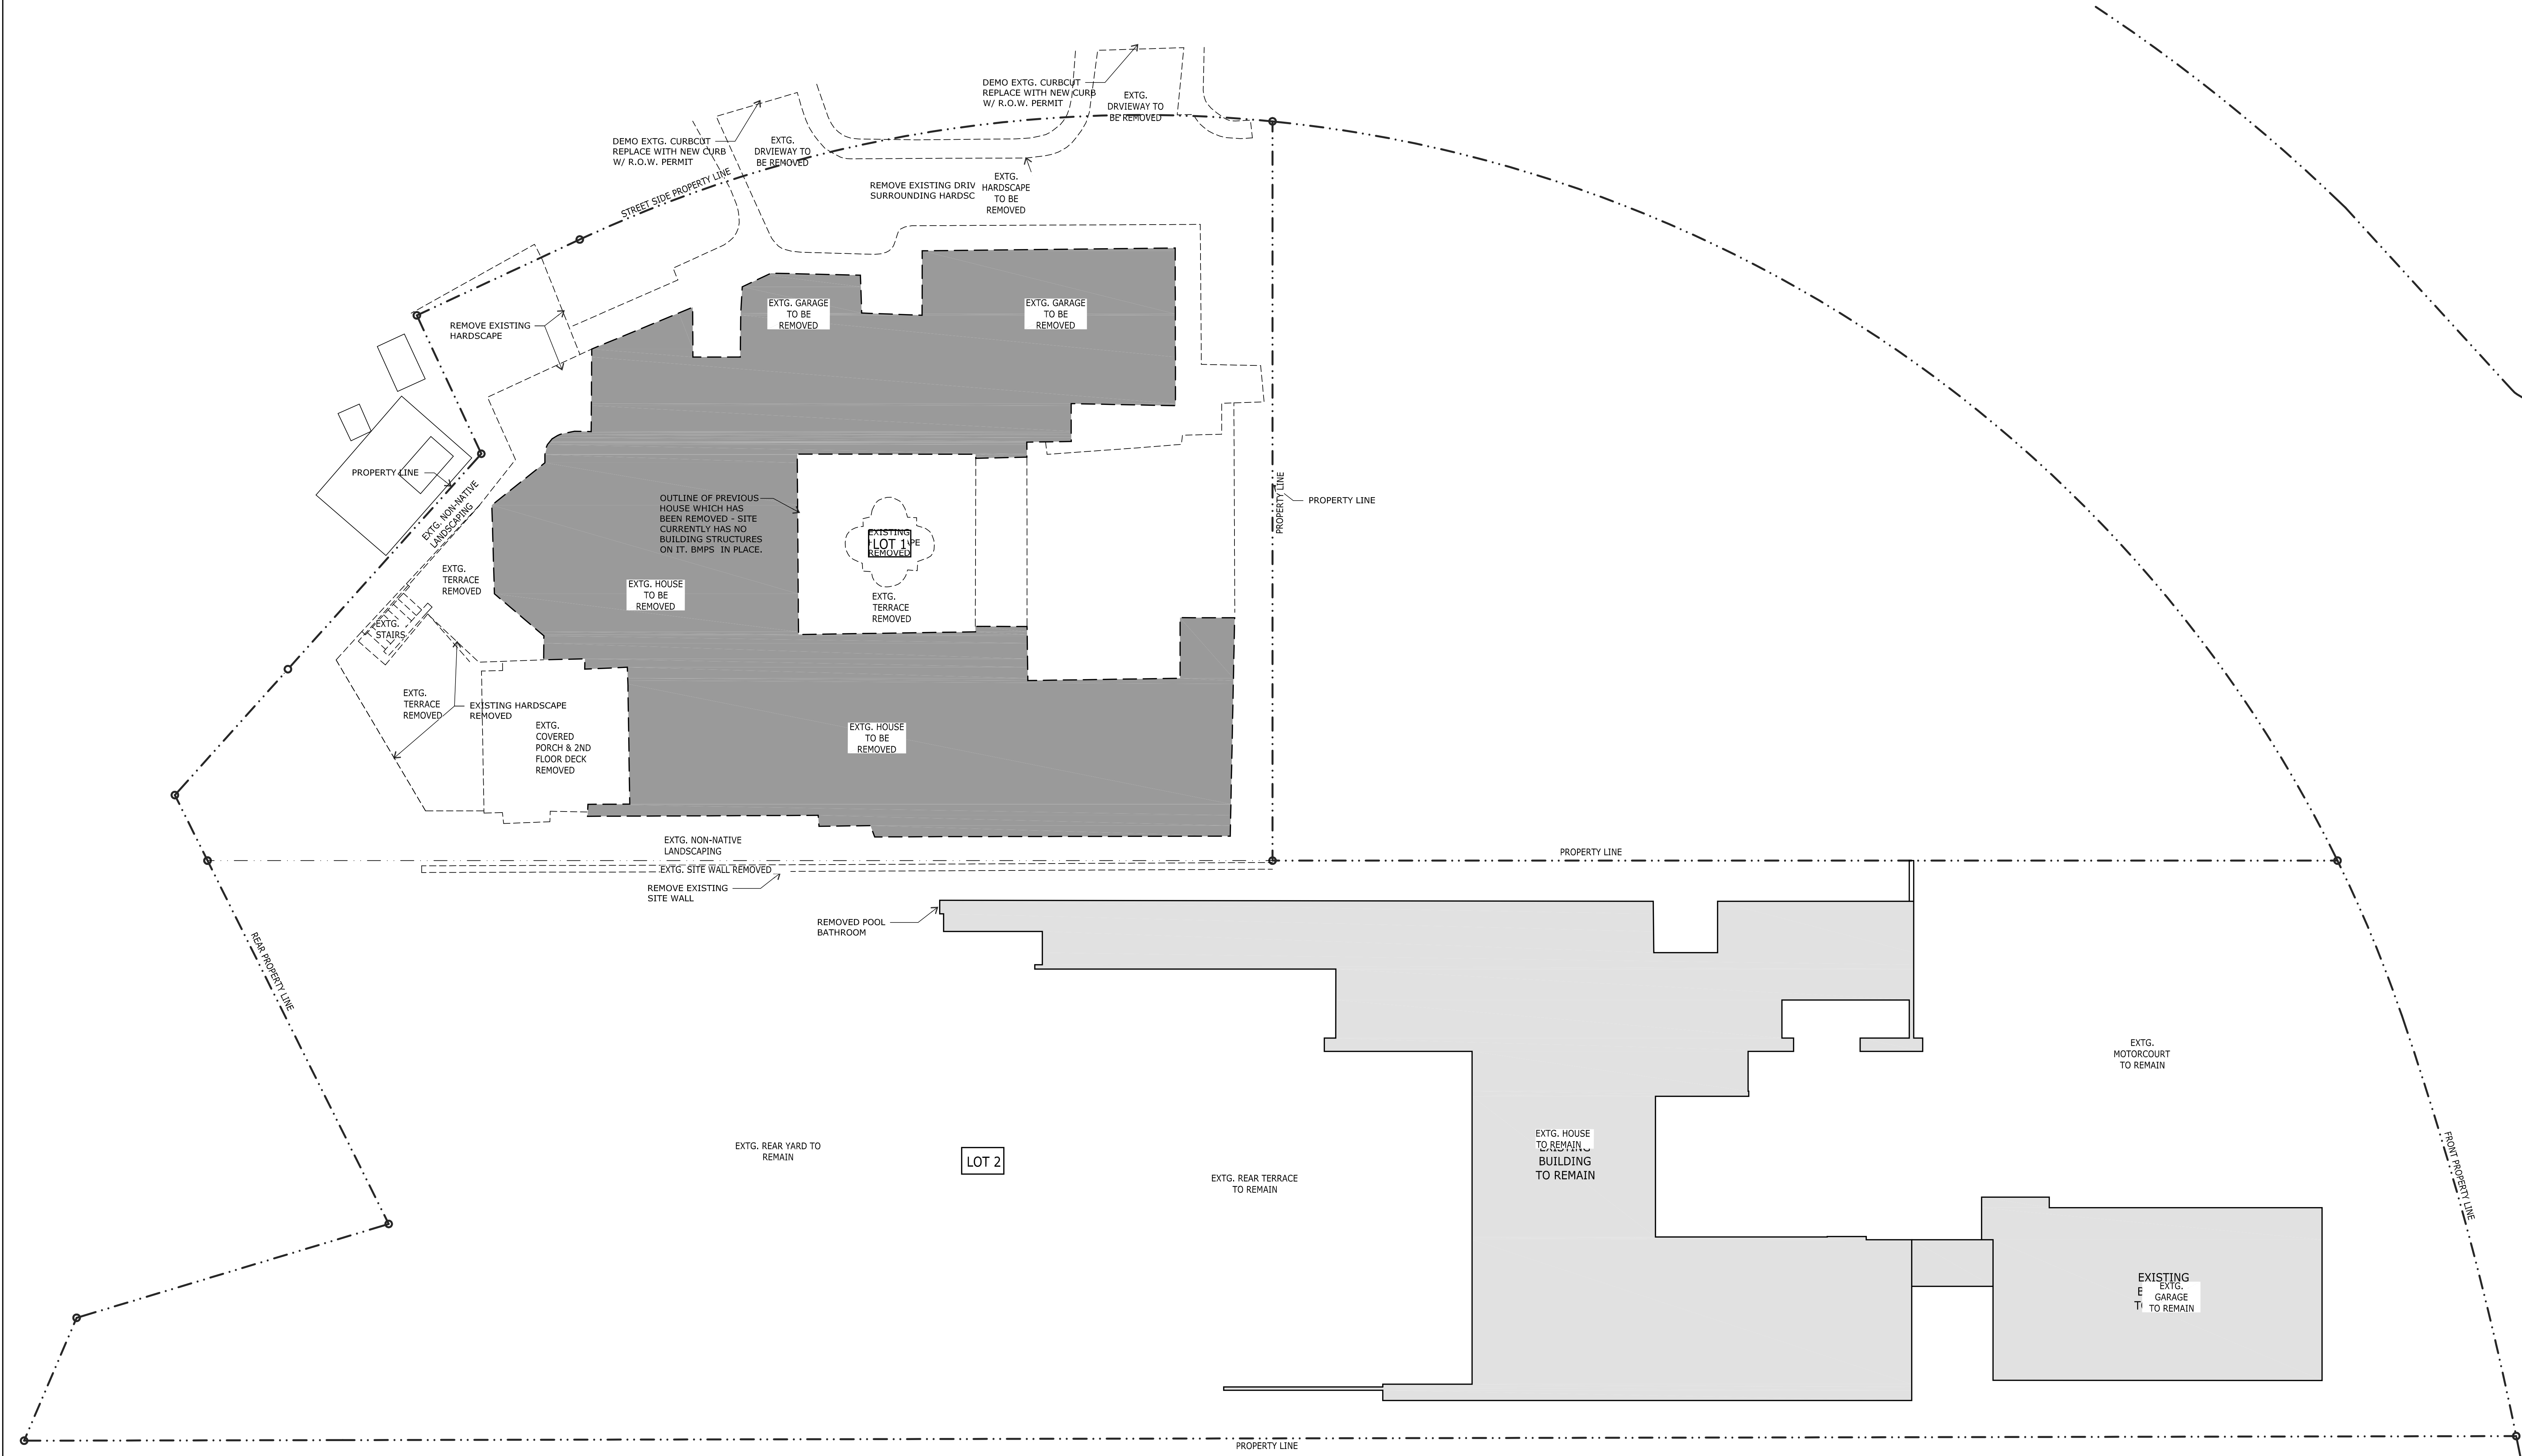 DEMO EXTG. CURBCUT
REPLACE WITH NEW CURB
W/ R.O.W. PERMIT
EXTG.
DRVIEWAY TO
BE REMOVED
DEMO EXTG. CURBCUT
REPLACE WITH NEW CURB
W/ R.O.W. PERMIT
EXTG.
DRVIEWAY TO
BE REMOVED
STREET SIDE PROPERTY LINE
REMOVE EXISTING
SURROUNDING
EXTG.
HARDSCAPE
TO BE
REMOVED
EXTG. GARAGE
TO BE
REMOVED
EXTG. GARAGE
TO BE
REMOVED
REMOVE EXISTING
HARDSCAPE
PROPERTY LINE
EXTG. NON-NATIVE
LANDSCAPING
OUTLINE OF PREVIOUS
HOUSE WHICH HAS
BEEN REMOVED - SITE
CURRENTLY HAS NO
BUILDING STRUCTURES
ON IT. BMPS IN PLACE.
EXISTING
LOT 1
REMOVED
PROPERTY LINE
PROPERTY LINE
EXTG.
TERRACE
REMOVED
EXTG. HOUSE
TO BE
REMOVED
EXTG.
TERRACE
REMOVED
EXTG.
STAIRS
EXTG.
TERRACE
REMOVED
EXISTING HARDSCAPE
REMOVED
EXTG.
COVERED
PORCH & 2ND
FLOOR DECK
REMOVED
EXTG. HOUSE
TO BE
REMOVED
EXTG. NON-NATIVE
LANDSCAPING
PROPERTY LINE
EXTG. SITE WALL REMOVED
REMOVE EXISTING
SITE WALL
REMOVED POOL
BATHROOM
REAR PROPERTY LINE
EXTG.
MOTORCOURT
TO REMAIN
EXTG. REAR YARD TO
REMAIN
LOT 2
EXTG. REAR TERRACE
TO REMAIN
EXTG. HOUSE
TO REMAIN
EXISTING
BUILDING
TO REMAIN
FRONT PROPERTY LINE
EXISTING
EXTG.
GARAGE
TO REMAIN
PROPERTY LINE